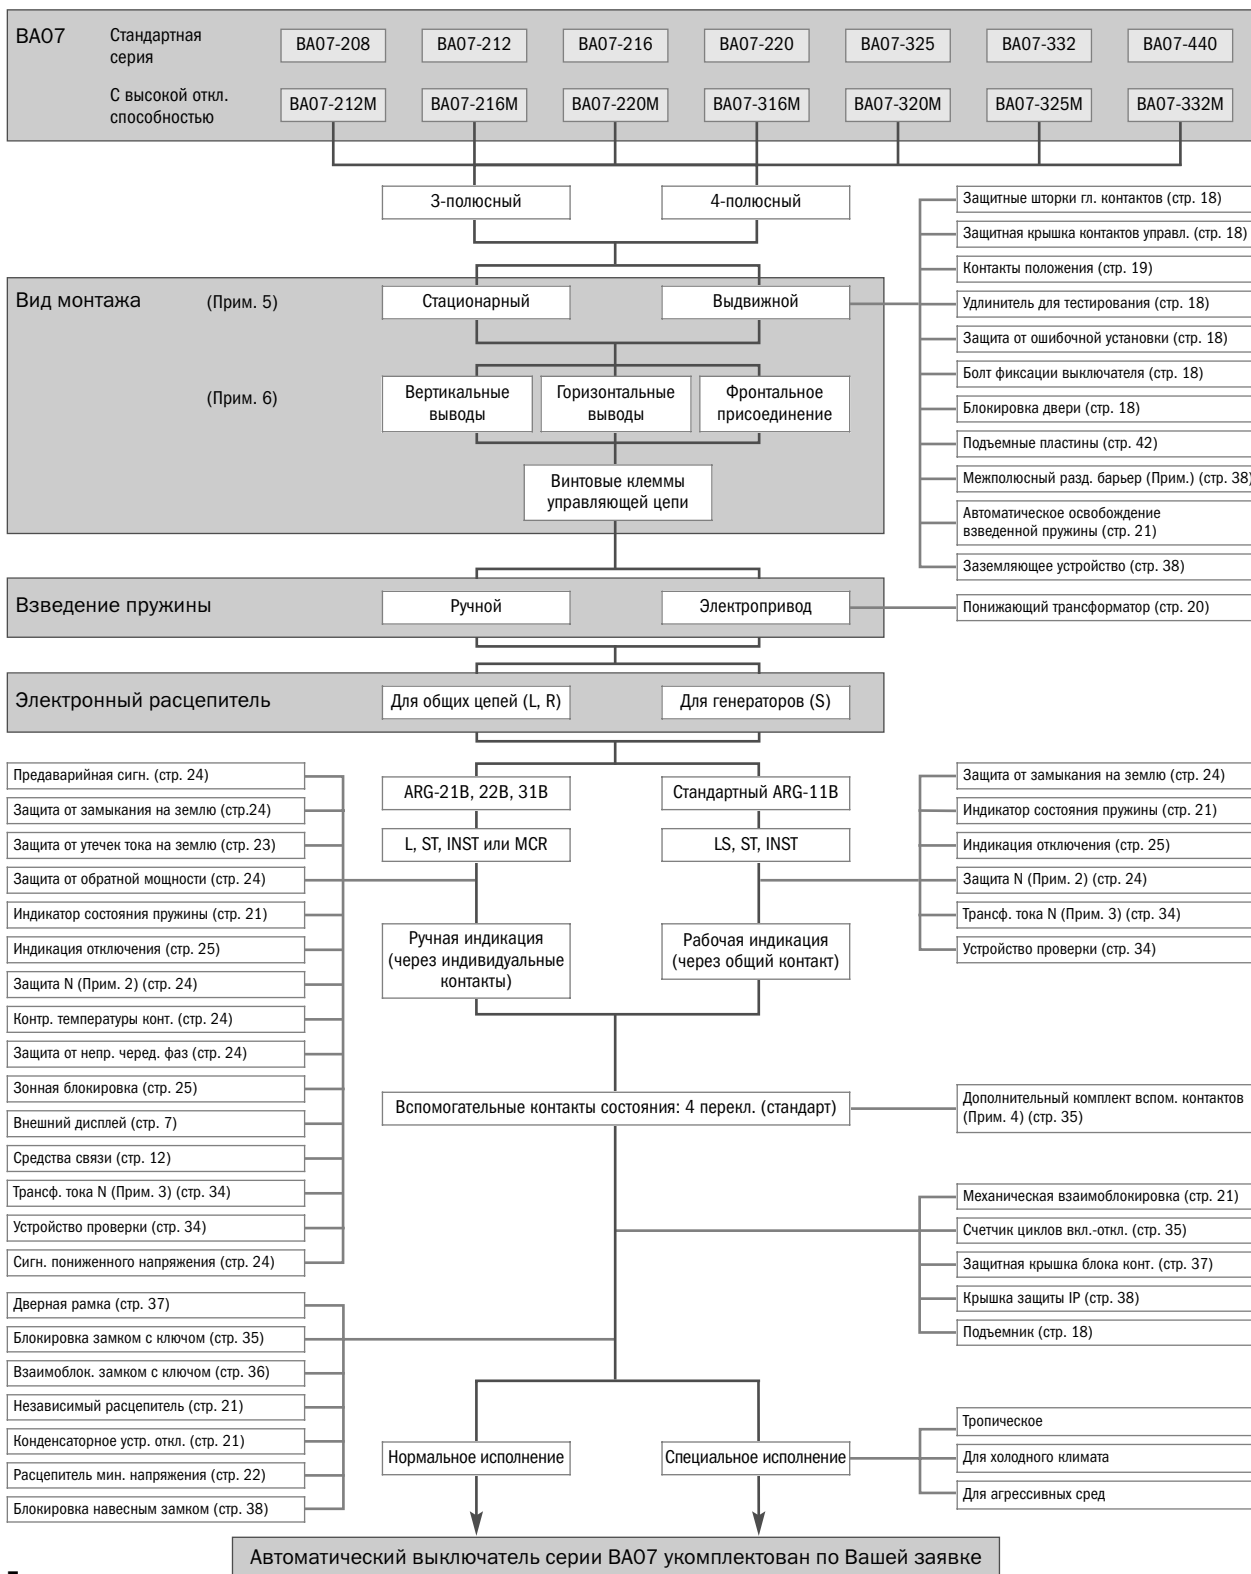 ВА07
Стандартная
серия
ВА07-208
ВА07-212
ВА07-216
ВА07-220
ВА07-325
ВА07-332
ВА07-440
С высокой откл.
способностью
ВА07-212М
ВА07-216М
ВА07-220М
ВА07-316М
ВА07-320М
ВА07-325М
ВА07-332М
3-полюсный
4-полюсный
Вид монтажа
(Прим. 5)
Стационарный
Выдвижной
(Прим. 6)
Вертикальные
выводы
Горизонтальные
выводы
Фронтальное
присоединение
Винтовые клеммы
управляющей цепи
Защитные шторки гл. контактов (стр. 18)
Защитная крышка контактов управл. (стр. 18)
Контакты положения (стр. 19)
Удлинитель для тестирования (стр. 18)
Защита от ошибочной установки (стр. 18)
Болт фиксации выключателя (стр. 18)
Блокировка двери (стр. 18)
Подъемные пластины (стр. 42)
Межполюсный разд. барьер (Прим.) (стр. 38)
Автоматическое освобождение
взведенной пружины (стр. 21)
Заземляющее устройство (стр. 38)
Взведение пружины
Ручной
Электропривод
Понижающий трансформатор (стр. 20)
Электронный расцепитель
Для общих цепей (L, R)
Для генераторов (S)
Предаварийная сигн. (стр. 24)
Защита от замыкания на землю (стр.24)
Защита от утечек тока на землю (стр. 23)
Защита от обратной мощности (стр. 24)
Индикатор состояния пружины (стр. 21)
Индикация отключения (стр. 25)
Защита N (Прим. 2) (стр. 24)
Контр. температуры конт. (стр. 24)
Защита от непр. черед. фаз (стр. 24)
Зонная блокировка (стр. 25)
Внешний дисплей (стр. 7)
Средства связи (стр. 12)
Трансф. тока N (Прим. 3) (стр. 34)
Устройство проверки (стр. 34)
Сигн. пониженного напряжения (стр. 24)
ARG-21B, 22B, 31B
Стандартный ARG-11B
L, ST, INST или MCR
LS, ST, INST
Ручная индикация
(через индивидуальные
контакты)
Рабочая индикация
(через общий контакт)
Защита от замыкания на землю (стр. 24)
Индикатор состояния пружины (стр. 21)
Индикация отключения (стр. 25)
Защита N (Прим. 2) (стр. 24)
Трансф. тока N (Прим. 3) (стр. 34)
Устройство проверки (стр. 34)
Вспомогательные контакты состояния: 4 перекл. (стандарт)
Дополнительный комплект вспом. контактов
(Прим. 4) (стр. 35)
Механическая взаимоблокировка (стр. 21)
Счетчик циклов вкл.-откл. (стр. 35)
Защитная крышка блока конт. (стр. 37)
Крышка защиты IP (стр. 38)
Подъемник (стр. 18)
Дверная рамка (стр. 37)
Блокировка замком с ключом (стр. 35)
Взаимоблок. замком с ключом (стр. 36)
Независимый расцепитель (стр. 21)
Конденсаторное устр. откл. (стр. 21)
Расцепитель мин. напряжения (стр. 22)
Блокировка навесным замком (стр. 38)
Нормальное исполнение
Специальное исполнение
Тропическое
Для холодного климата
Для агрессивных сред
Автоматический выключатель серии ВА07 укомплектован по Вашей заявке